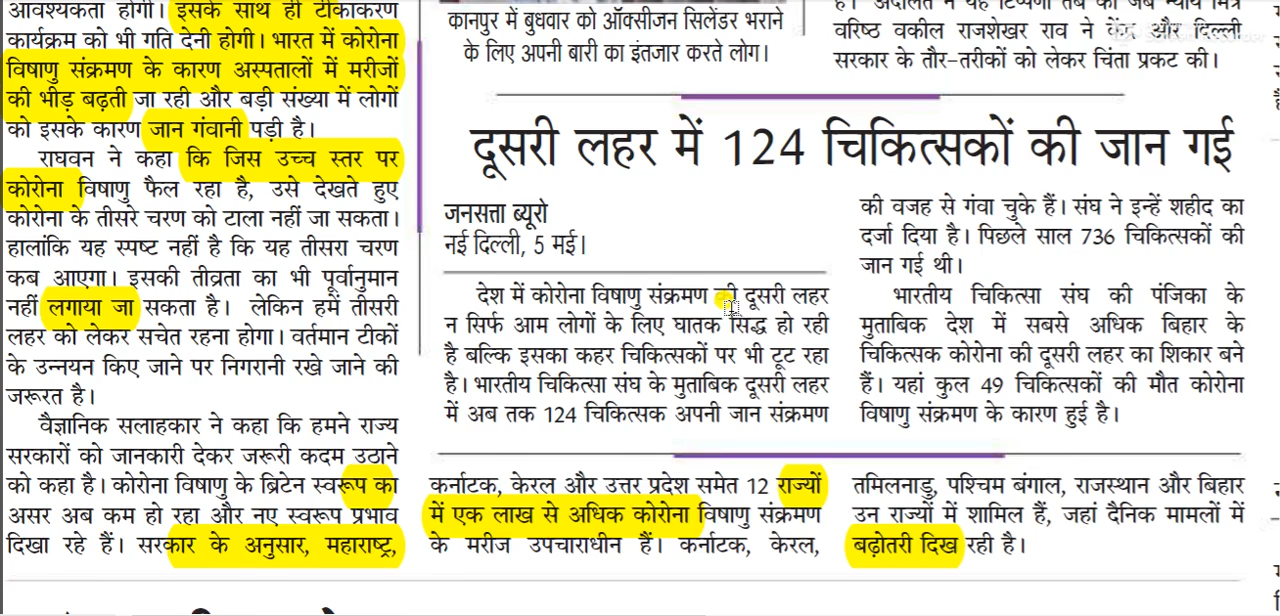 आवश्यकता होगी। इसके साथ ही टीकाकरण
कार्यक्रम को भी गति देनी होगी। भारत में कोरोना
विषाणु संक्रमण के कारण अस्पतालों में मरीजों
की भीड़ बढ़ती जा रही और बड़ी संख्या में लोगों
को इसके कारण जान गंवानी पड़ी है।
राघवन ने कहा कि जिस उच्च स्तर पर
कोरोना विषाणु फैल रहा है, उसे देखते हुए
कोरोना के तीसरे चरण को टाला नहीं जा सकता।
हालांकि यह स्पष्ट नहीं है कि यह तीसरा चरण
कब आएगा। इसकी तीव्रता का भी पूर्वानुमान
नहीं लगाया जा सकता है। लेकिन हमें तीसरी
लहर को लेकर सचेत रहना होगा। वर्तमान टीकों
के उन्नयन किए जाने पर निगरानी रखे जाने की
जरूरत है।
वैज्ञानिक सलाहकार ने कहा कि हमने राज्य
सरकारों को जानकारी देकर जरूरी कदम उठाने
को कहा है। कोरोना विषाणु के ब्रिटेन स्वरूप का
असर अब कम हो रहा और नए स्वरूप प्रभाव
दिखा रहे हैं। सरकार के अनुसार, महाराष्ट्र,
कर्नाटक, केरल और उत्तर प्रदेश समेत 12 राज्यों
में एक लाख से अधिक कोरोना विषाणु संक्रमण
के मरीज उपचाराधीन हैं। कर्नाटक, केरल,
तमिलनाडु, पश्चिम बंगाल, राजस्थान और बिहार
उन राज्यों में शामिल हैं, जहां दैनिक मामलों में
बढ़ोतरी दिख रही है।
कानपुर में बुधवार को ऑक्सीजन सिलेंडर भराने
के लिए अपनी बारी का इंतजार करते लोग।
है। अदालत ने यह टिप्पणी तब की जब न्याय मित्र
वरिष्ठ वकील राजशेखर राव ने केंद्र और दिल्ली
सरकार के तौर-तरीकों को लेकर चिंता प्रकट की।
दूसरी लहर में 124 चिकित्सकों की जान गई
जनसत्ता ब्यूरो
नई दिल्ली, 5 मई।
देश में कोरोना विषाणु संक्रमण की दूसरी लहर
न सिर्फ आम लोगों के लिए घातक सिद्ध हो रही
है बल्कि इसका कहर चिकित्सकों पर भी टूट रहा
है। भारतीय चिकित्सा संघ के मुताबिक दूसरी लहर
में अब तक 124 चिकित्सक अपनी जान संक्रमण
की वजह से गंवा चुके हैं। संघ ने इन्हें शहीद का
दर्जा दिया है। पिछले साल 736 चिकित्सकों की
जान गई थी।
भारतीय चिकित्सा संघ की पंजिका के
मुताबिक देश में सबसे अधिक बिहार के
चिकित्सक कोरोना की दूसरी लहर का शिकार बने
हैं। यहां कुल 49 चिकित्सकों की मौत कोरोना
विषाणु संक्रमण के कारण हुई है।